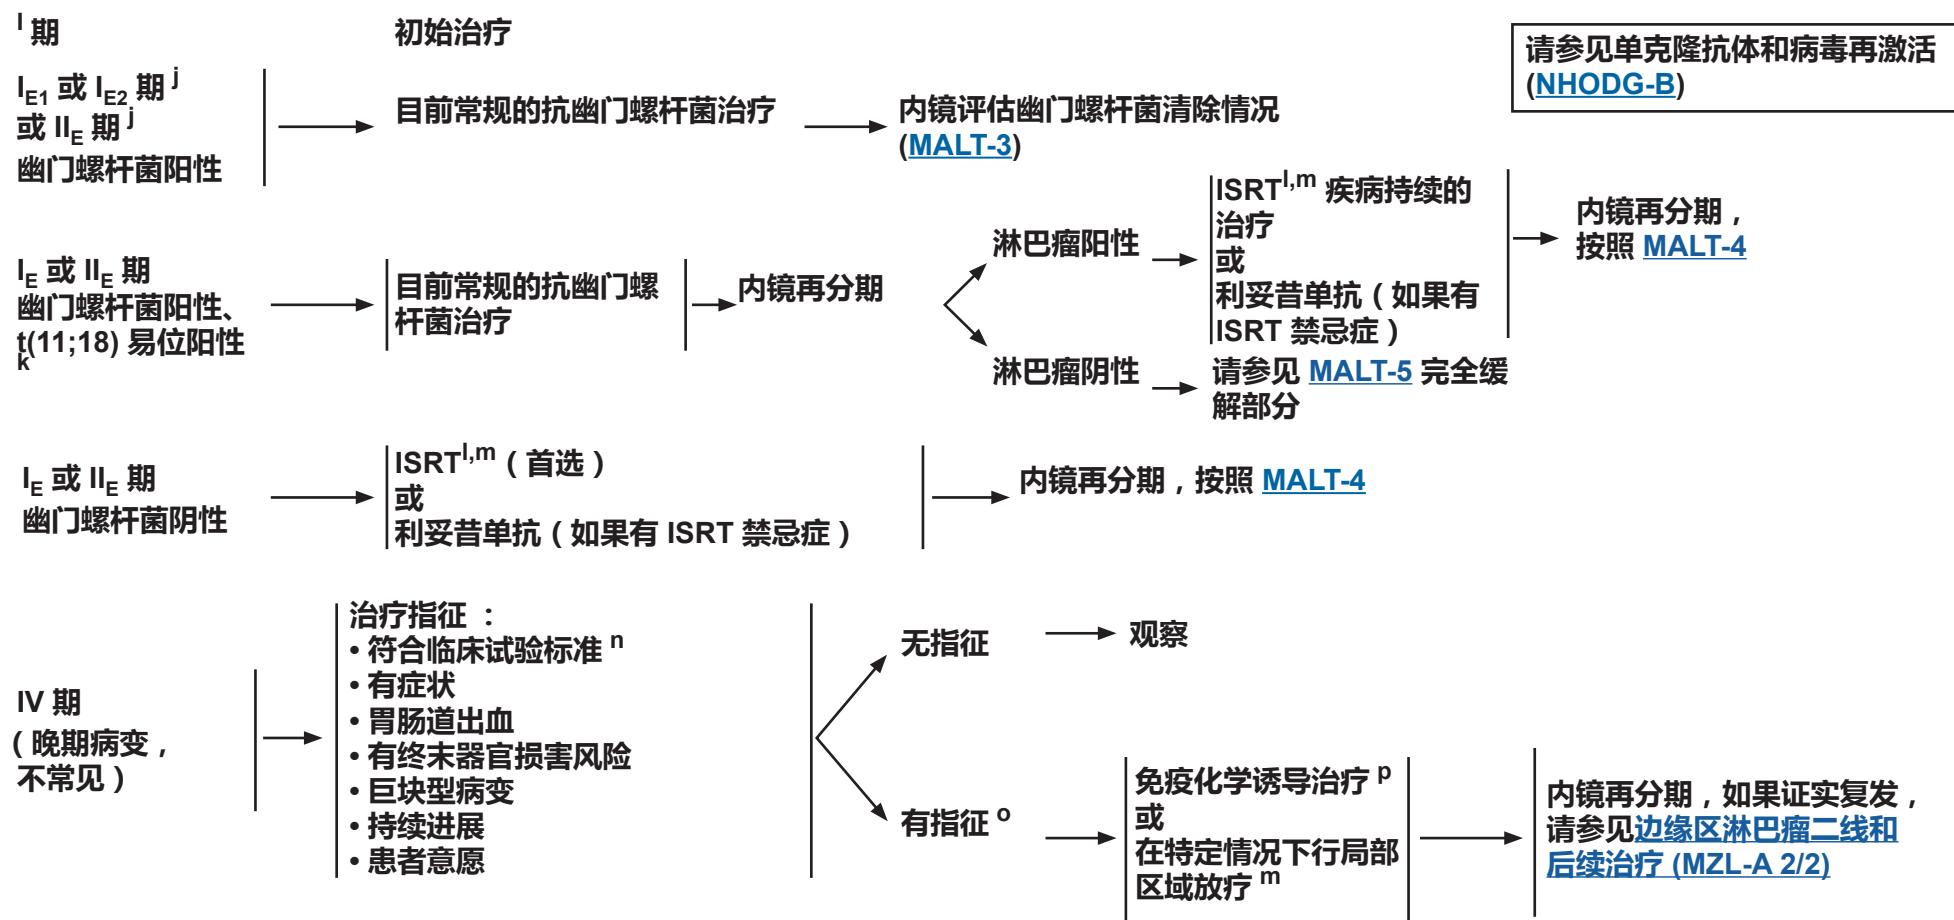 l 期
初始治疗
请参见单克隆抗体和病毒再激活
(NHODG-B)
IE1 或 IE2 期 j
或 IIE 期 j
幽门螺杆菌阳性
目前常规的抗幽门螺杆菌治疗
内镜评估幽门螺杆菌清除情况
(MALT-3)
IE 或 IIE 期
幽门螺杆菌阳性、
t(11;18) 易位阳性
k
目前常规的抗幽门螺
杆菌治疗
内镜再分期
淋巴瘤阳性
ISRTl,m 疾病持续的
治疗
或
利妥昔单抗（如果有
ISRT 禁忌症）
内镜再分期，
按照 MALT-4
淋巴瘤阴性
请参见 MALT-5 完全缓
解部分
IE 或 IIE 期
幽门螺杆菌阴性
ISRTl,m（首选）
或
利妥昔单抗（如果有 ISRT 禁忌症）
内镜再分期，按照 MALT-4
IV 期
（晚期病变，
不常见）
治疗指征 ：
• 符合临床试验标准 n
• 有症状
• 胃肠道出血
• 有终末器官损害风险
• 巨块型病变
• 持续进展
• 患者意愿
无指征
观察
有指征 o
免疫化学诱导治疗 p
或
在特定情况下行局部
区域放疗 m
内镜再分期，如果证实复发，
请参见边缘区淋巴瘤二线和
后续治疗 (MZL-A 2/2)